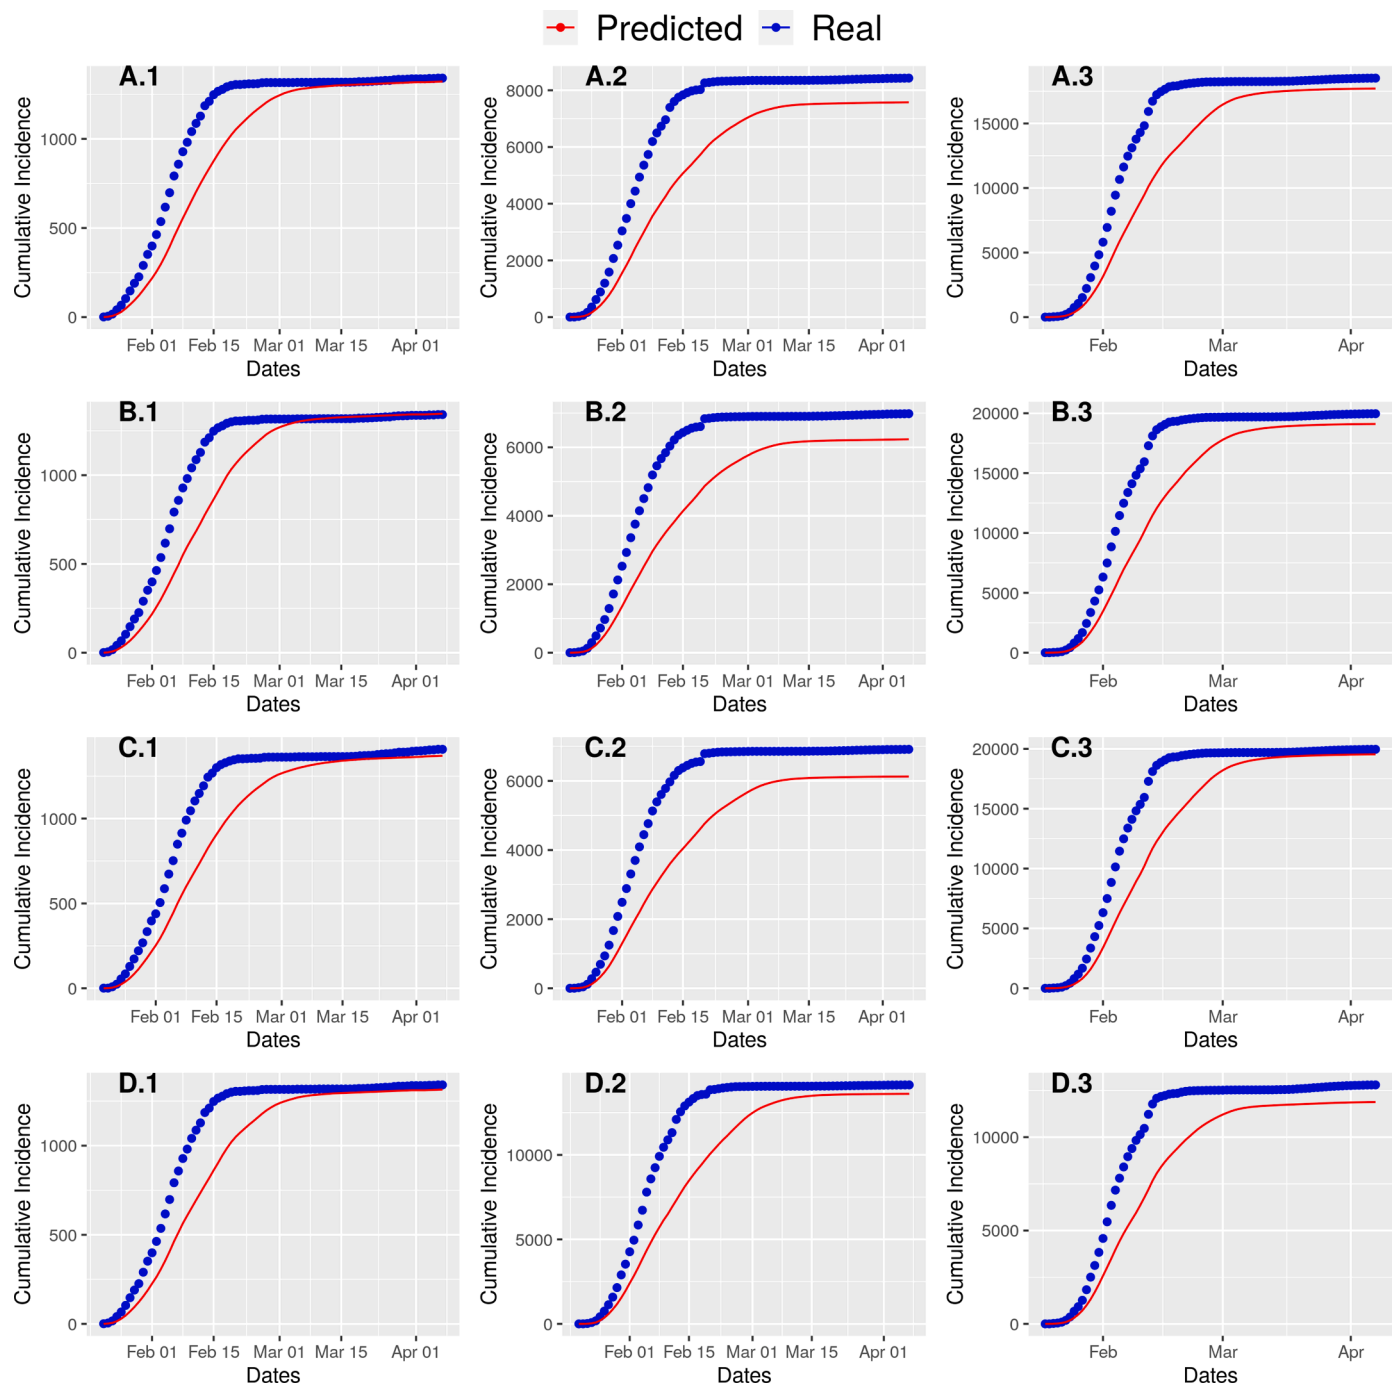 Predicted Real
A.1
Cumulative Incidence
1000
500
0
Feb 01 Feb 15 Mar 01 Mar 15 Apr 01
Dates
A.2
Cumulative Incidence
8000
6000
4000
2000
0
Feb 01 Feb 15 Mar 01 Mar 15 Apr 01
Dates
A.3
Cumulative Incidence
15000
10000
5000
0
Feb Mar Apr
Dates
B.1
Cumulative Incidence
1000
500
0
Feb 01 Feb 15 Mar 01 Mar 15 Apr 01
Dates
B.2
Cumulative Incidence
6000
4000
2000
0
Feb 01 Feb 15 Mar 01 Mar 15 Apr 01
Dates
B.3
Cumulative Incidence
20000
15000
10000
5000
0
Feb Mar Apr
Dates
C.1
Cumulative Incidence
1000
500
0
Feb 01 Feb 15 Mar 01 Mar 15 Apr 01
Dates
C.2
Cumulative Incidence
6000
4000
2000
0
Feb 01 Feb 15 Mar 01 Mar 15 Apr 01
Dates
C.3
Cumulative Incidence
20000
15000
10000
5000
0
Feb Mar Apr
Dates
D.1
Cumulative Incidence
1000
500
0
Feb 01 Feb 15 Mar 01 Mar 15 Apr 01
Dates
D.2
Cumulative Incidence
10000
5000
0
Feb 01 Feb 15 Mar 01 Mar 15 Apr 01
Dates
D.3
Cumulative Incidence
10000
5000
0
Feb Mar Apr
Dates